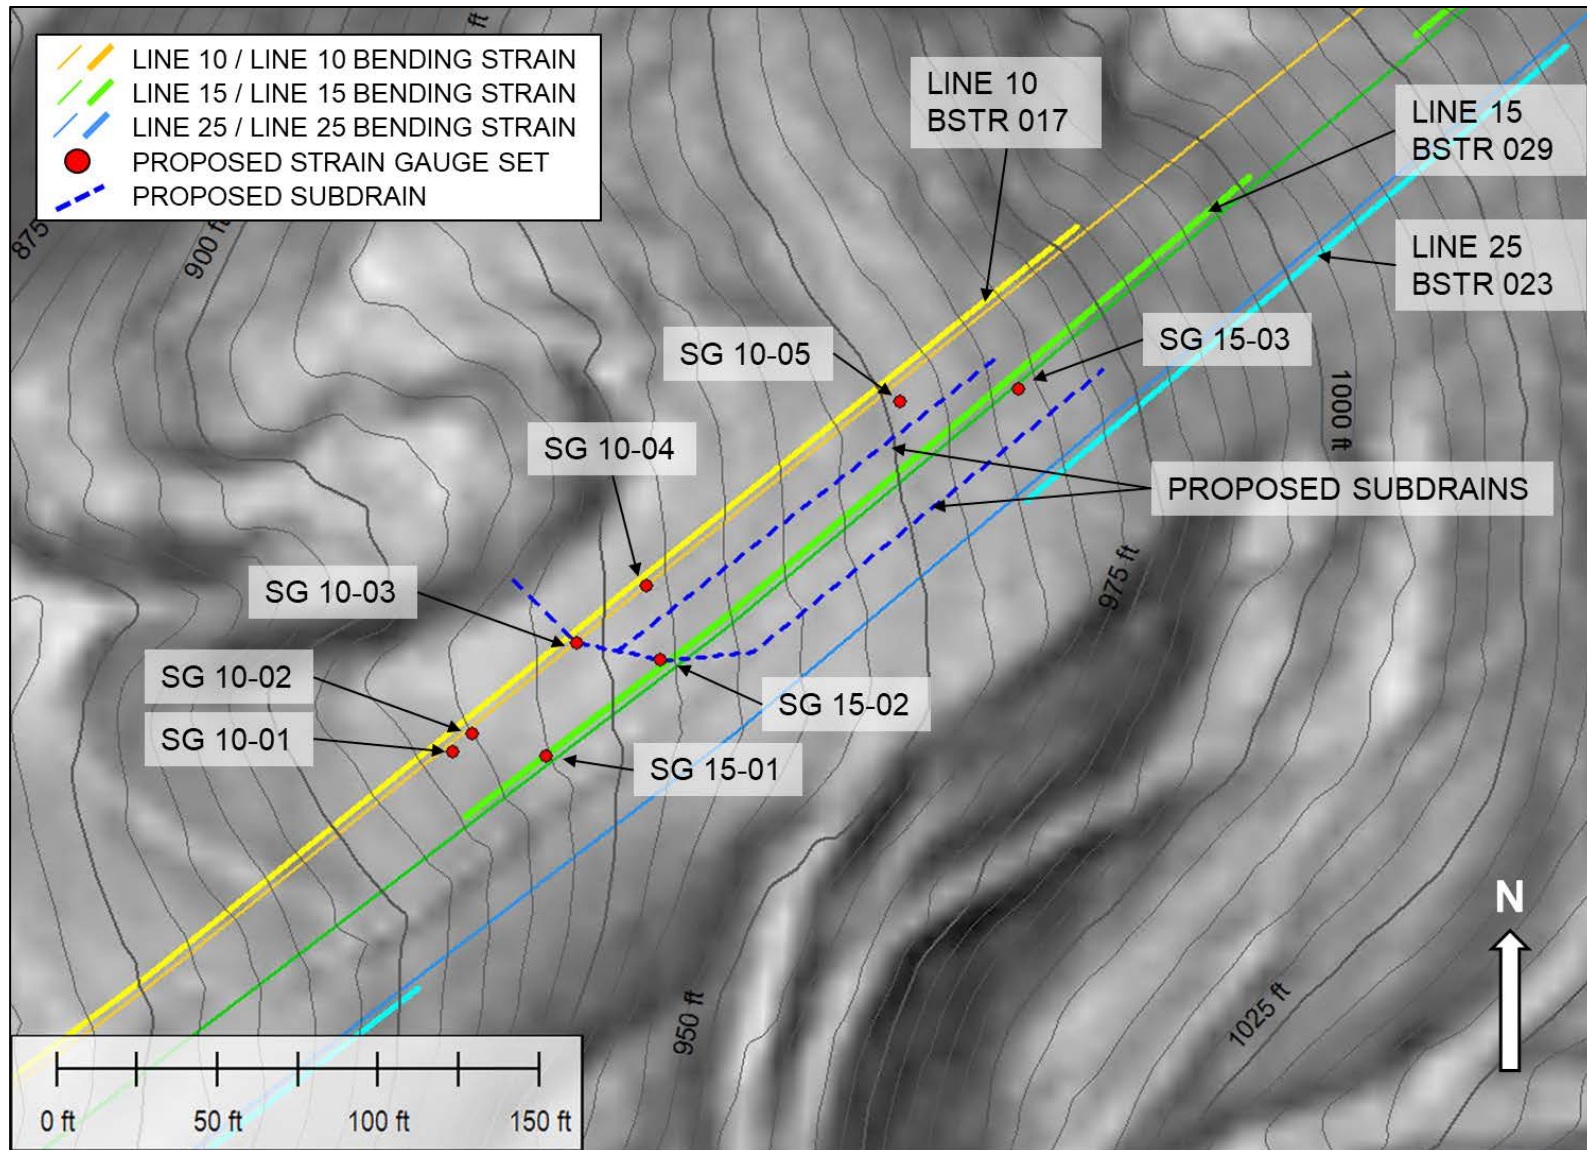 ft
LINE 10 / LINE 10 BENDING STRAIN
LINE 15 / LINE 15 BENDING STRAIN
LINE 25 / LINE 25 BENDING STRAIN
PROPOSED STRAIN GAUGE SET
PROPOSED SUBDRAIN
875
900 ft
LINE 10
BSTR 017
LINE 15
BSTR 029
LINE 25
BSTR 023
SG 10-05
SG 15-03
1000 ft
SG 10-04
PROPOSED SUBDRAINS
975 ft
SG 10-03
SG 10-02
SG 10-01
SG 15-02
SG 15-01
N
950 ft
1025 ft
0 ft
50 ft
100 ft
150 ft